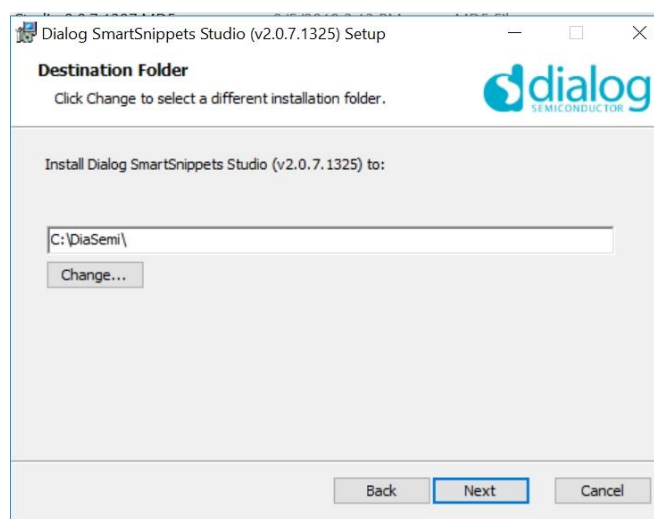 Dialog SmartSnippets Studio (v2.0.7.1325) Setup
Destination Folder
Click Change to select a different installation folder.
dialog
SEMICONDUCTOR
Install Dialog SmartSnippets Studio (v2.0.7.1325) to:
C:\DiaSemi\
Change...
Back Next Cancel